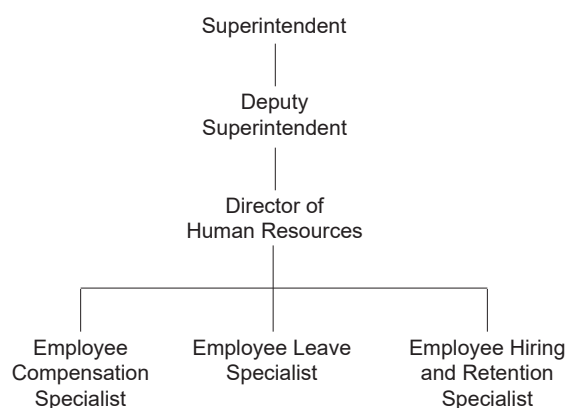 Superintendent
Deputy
Superintendent
Director of
Human Resources
Employee
Compensation
Specialist
Employee Leave
Specialist
Employee Hiring
and Retention
Specialist